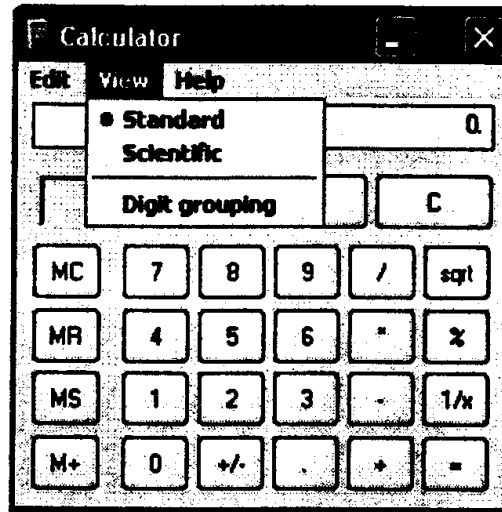 Calculator
Edit View Help
Standard 0.
Scientific
Digit grouping C
MC 7 8 9 / sqrt
MR 4 5 6 * %
MS 1 2 3 - 1/x
M+ 0 +/- . + =